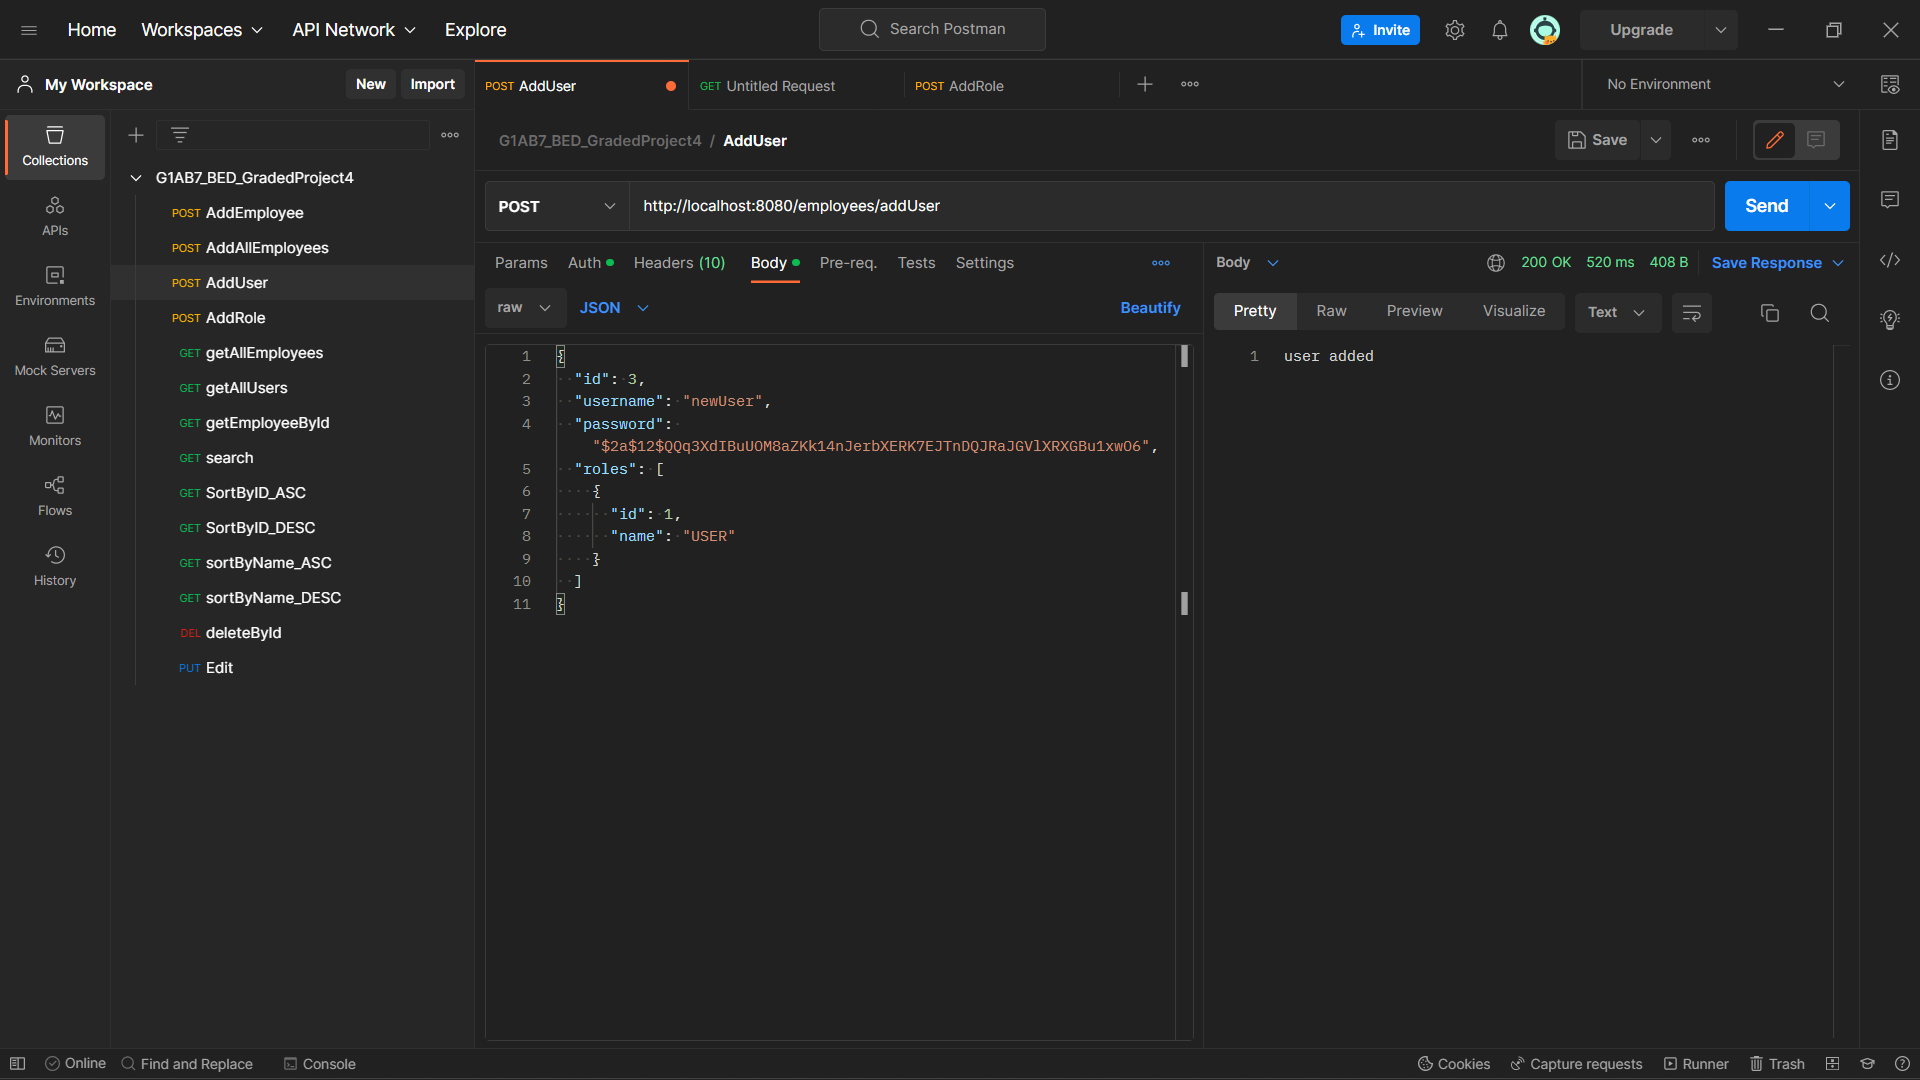 Home Workspaces API Network Explore
Search Postman
Invite
Upgrade
My Workspace
New Import
POST AddUser
GET Untitled Request
POST AddRole
No Environment
Collections
APIs
Environments
Mock Servers
Monitors
Flows
History
G1AB7_BED_GradedProject4
POST AddEmployee
POST AddAllEmployees
POST AddUser
POST AddRole
GET getAllEmployees
GET getAllUsers
GET getEmployeeById
GET search
GET SortByID_ASC
GET SortByID_DESC
GET sortByName_ASC
GET sortByName_DESC
DEL deleteById
PUT Edit
G1AB7_BED_GradedProject4 / AddUser
Save
POST http://localhost:8080/employees/addUser
Send
Params Auth Headers (10) Body Pre-req. Tests Settings
raw JSON
Beautify
1 {
2 "id": 3,
3 "username": "newUser",
4 "password":
"$2a$12$QQq3XdIBuUOM8aZKk14nJerbXERK7EJTnDQJRaJGVlXRXGBu1xwO6",
5 "roles": [
6 {
7 "id": 1,
8 "name": "USER"
9 }
10 ]
11 }
Body
200 OK 520 ms 408 B Save Response
Pretty Raw Preview Visualize Text
1 user added
Online Find and Replace Console
Cookies Capture requests Runner Trash